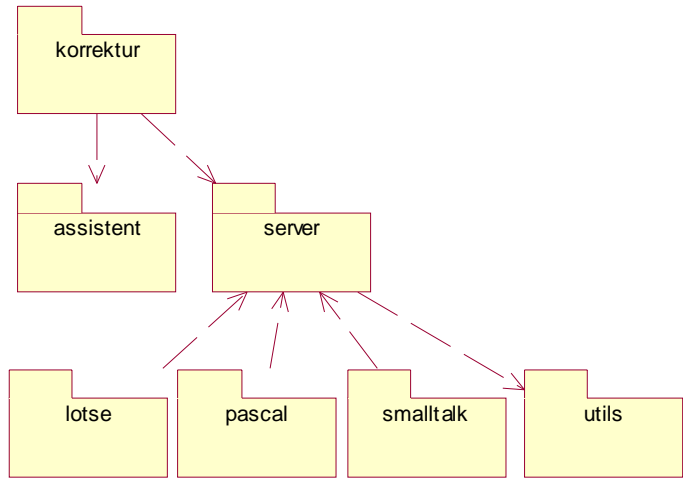 korrektur
assistent
server
lotse
pascal
smalltalk
utils